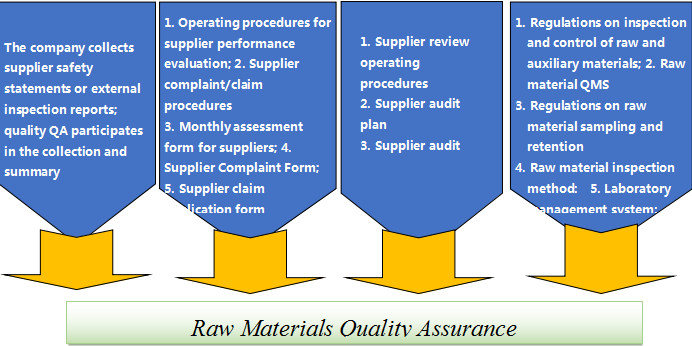 The company collects
supplier safety
statements or external
inspection reports;
quality QA participates
in the collection and
summary
1. Operating procedures for
supplier performance
evaluation; 2. Supplier
complaint/claim
procedures
3. Monthly assessment
form for suppliers; 4.
Supplier Complaint Form;
5. Supplier claim
form
1. Supplier review
operating
procedures
2. Supplier audit
plan
3. Supplier audit
1. Regulations on inspection
and control of raw and
auxiliary materials; 2. Raw
material QMS
3. Regulations on raw
material sampling and
retention
4. Raw material inspection
method: 5. Laboratory
management system;
Raw Materials Quality Assurance